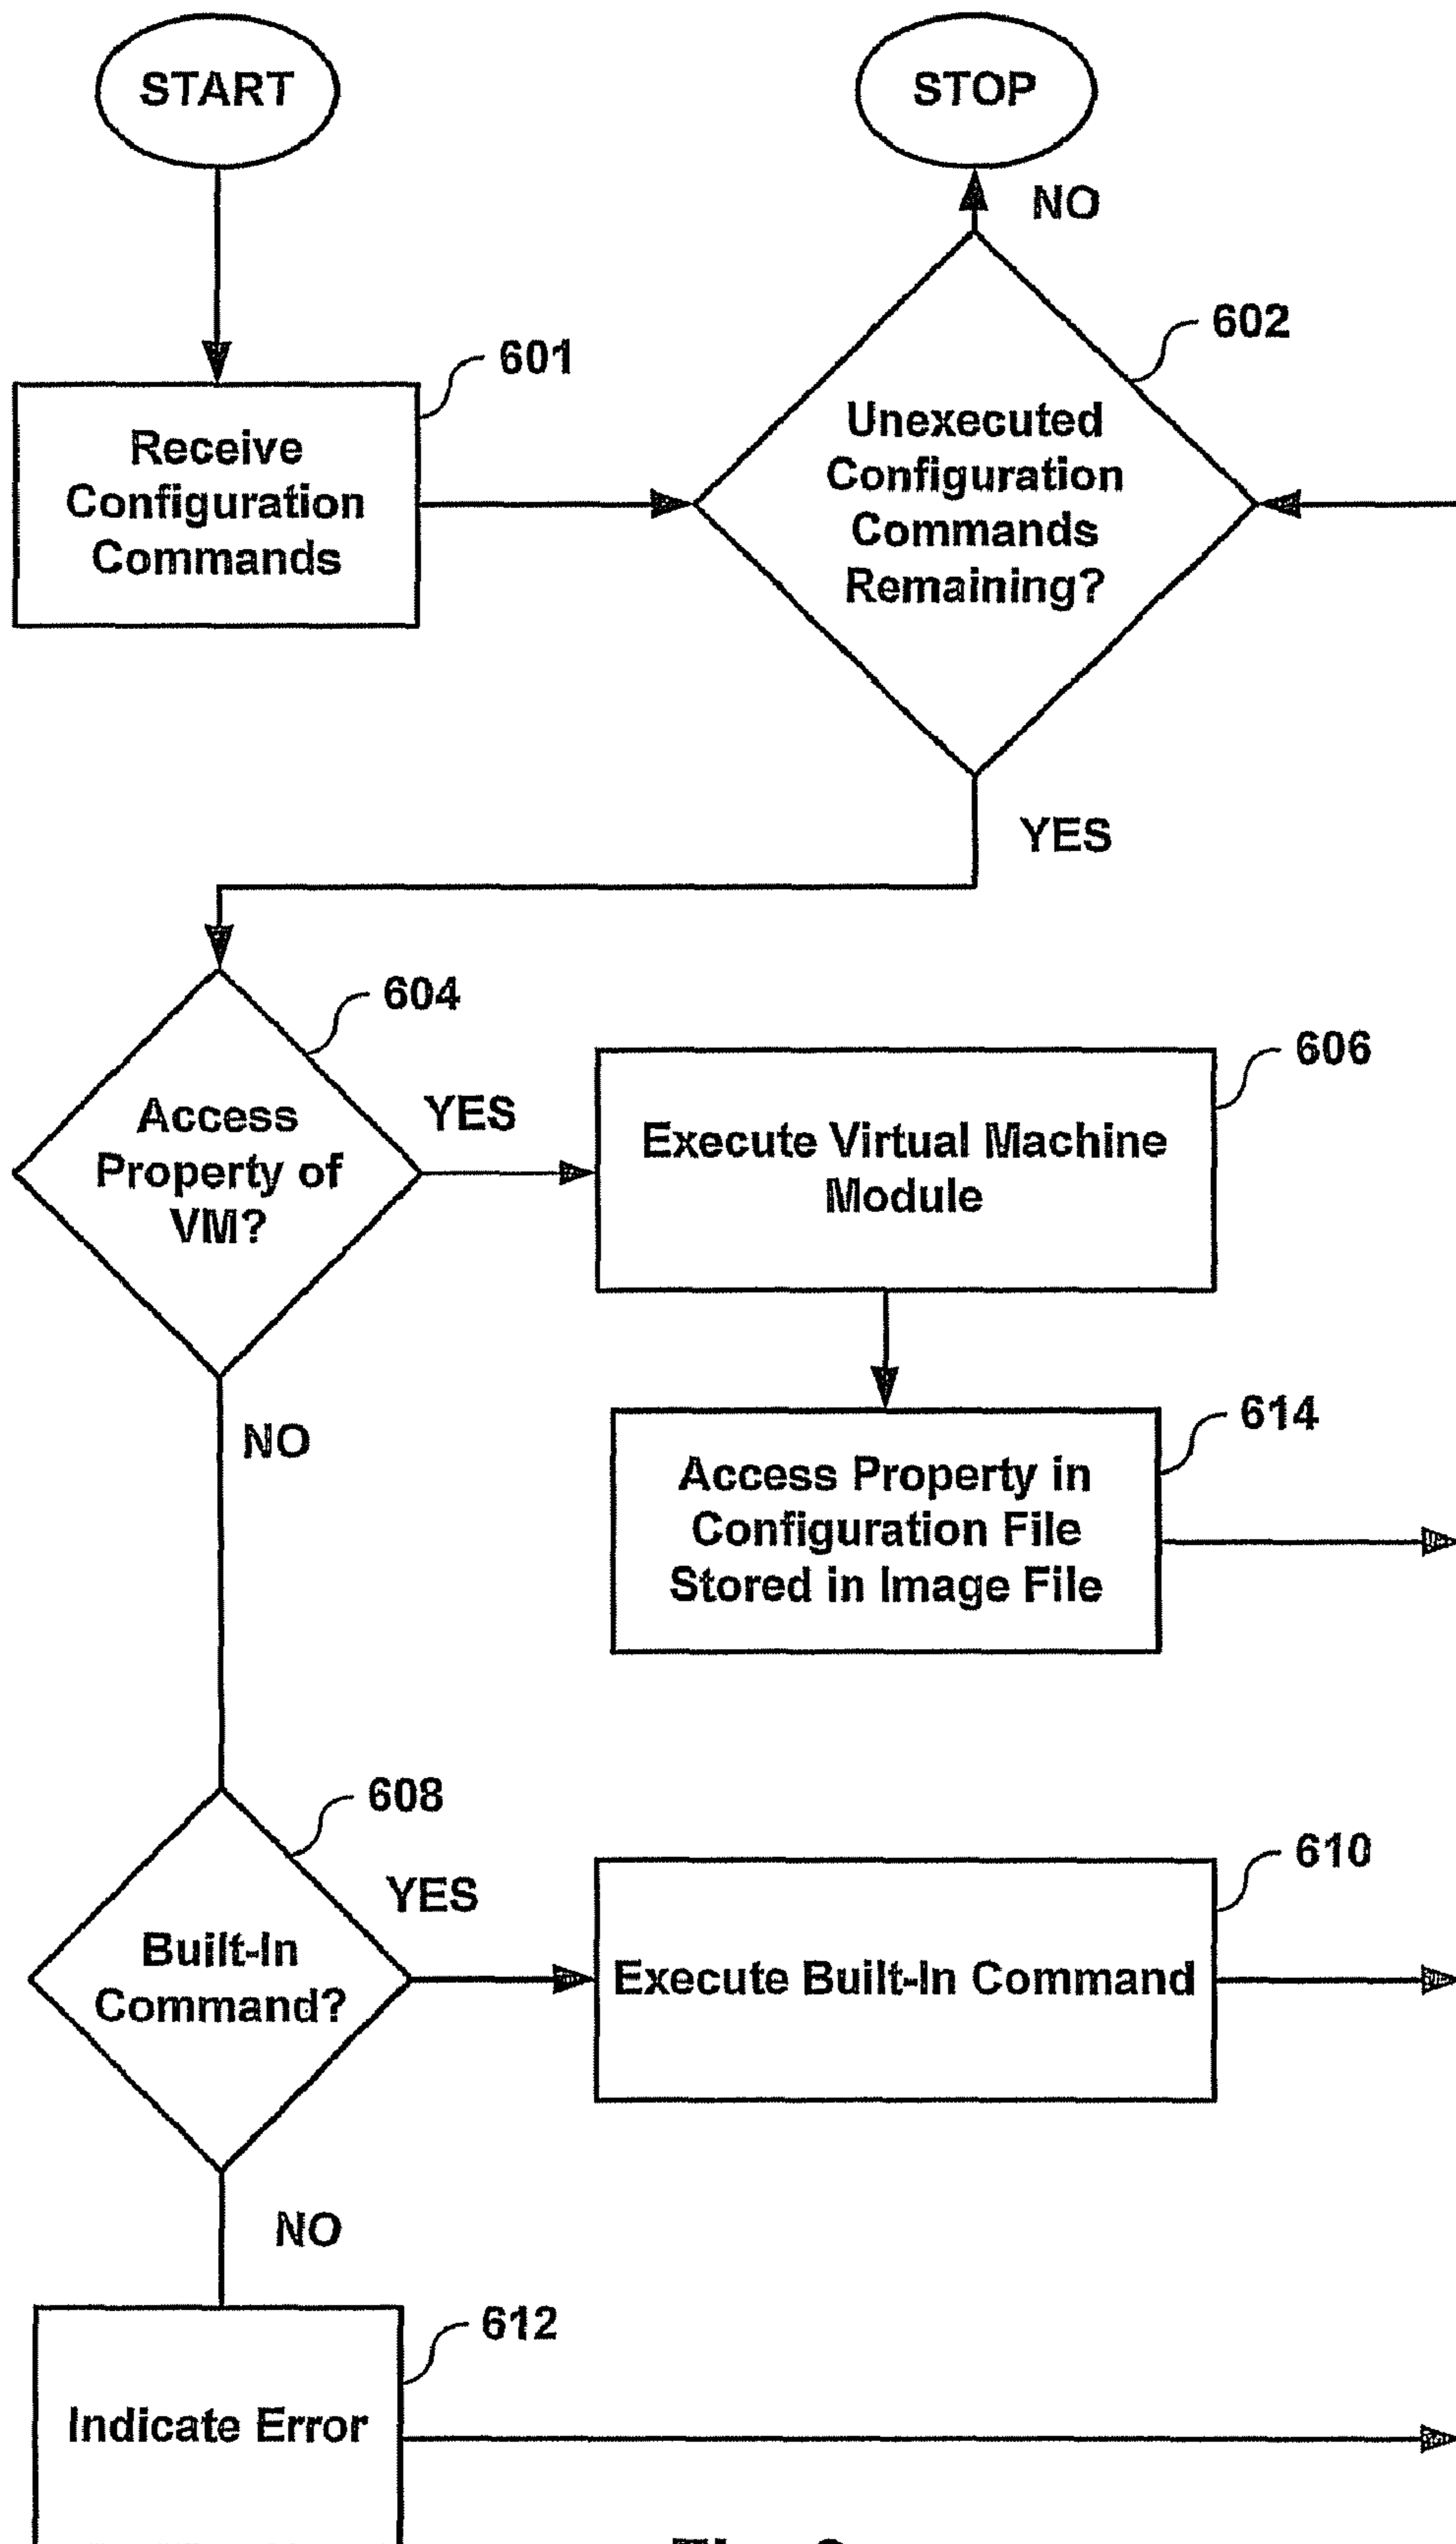 START
STOP
NO
602
601
Receive
Configuration
Commands
Unexecuted
Configuration
Commands
Remaining?
YES
604
606
Access
Property of
VM?
YES
Execute Virtual Machine
Module
NO
614
Access Property in
Configuration File
Stored in Image File
608
610
YES
Built-In
Command?
Execute Built-In Command
NO
612
Indicate Error